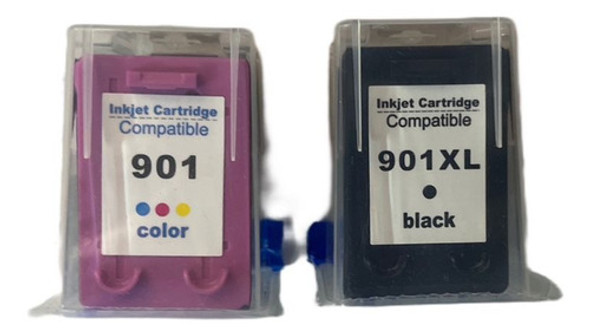 Inkjet Cartridge
Compatible
901
color
Inkjet Cartridge
Compatible
901XL
black